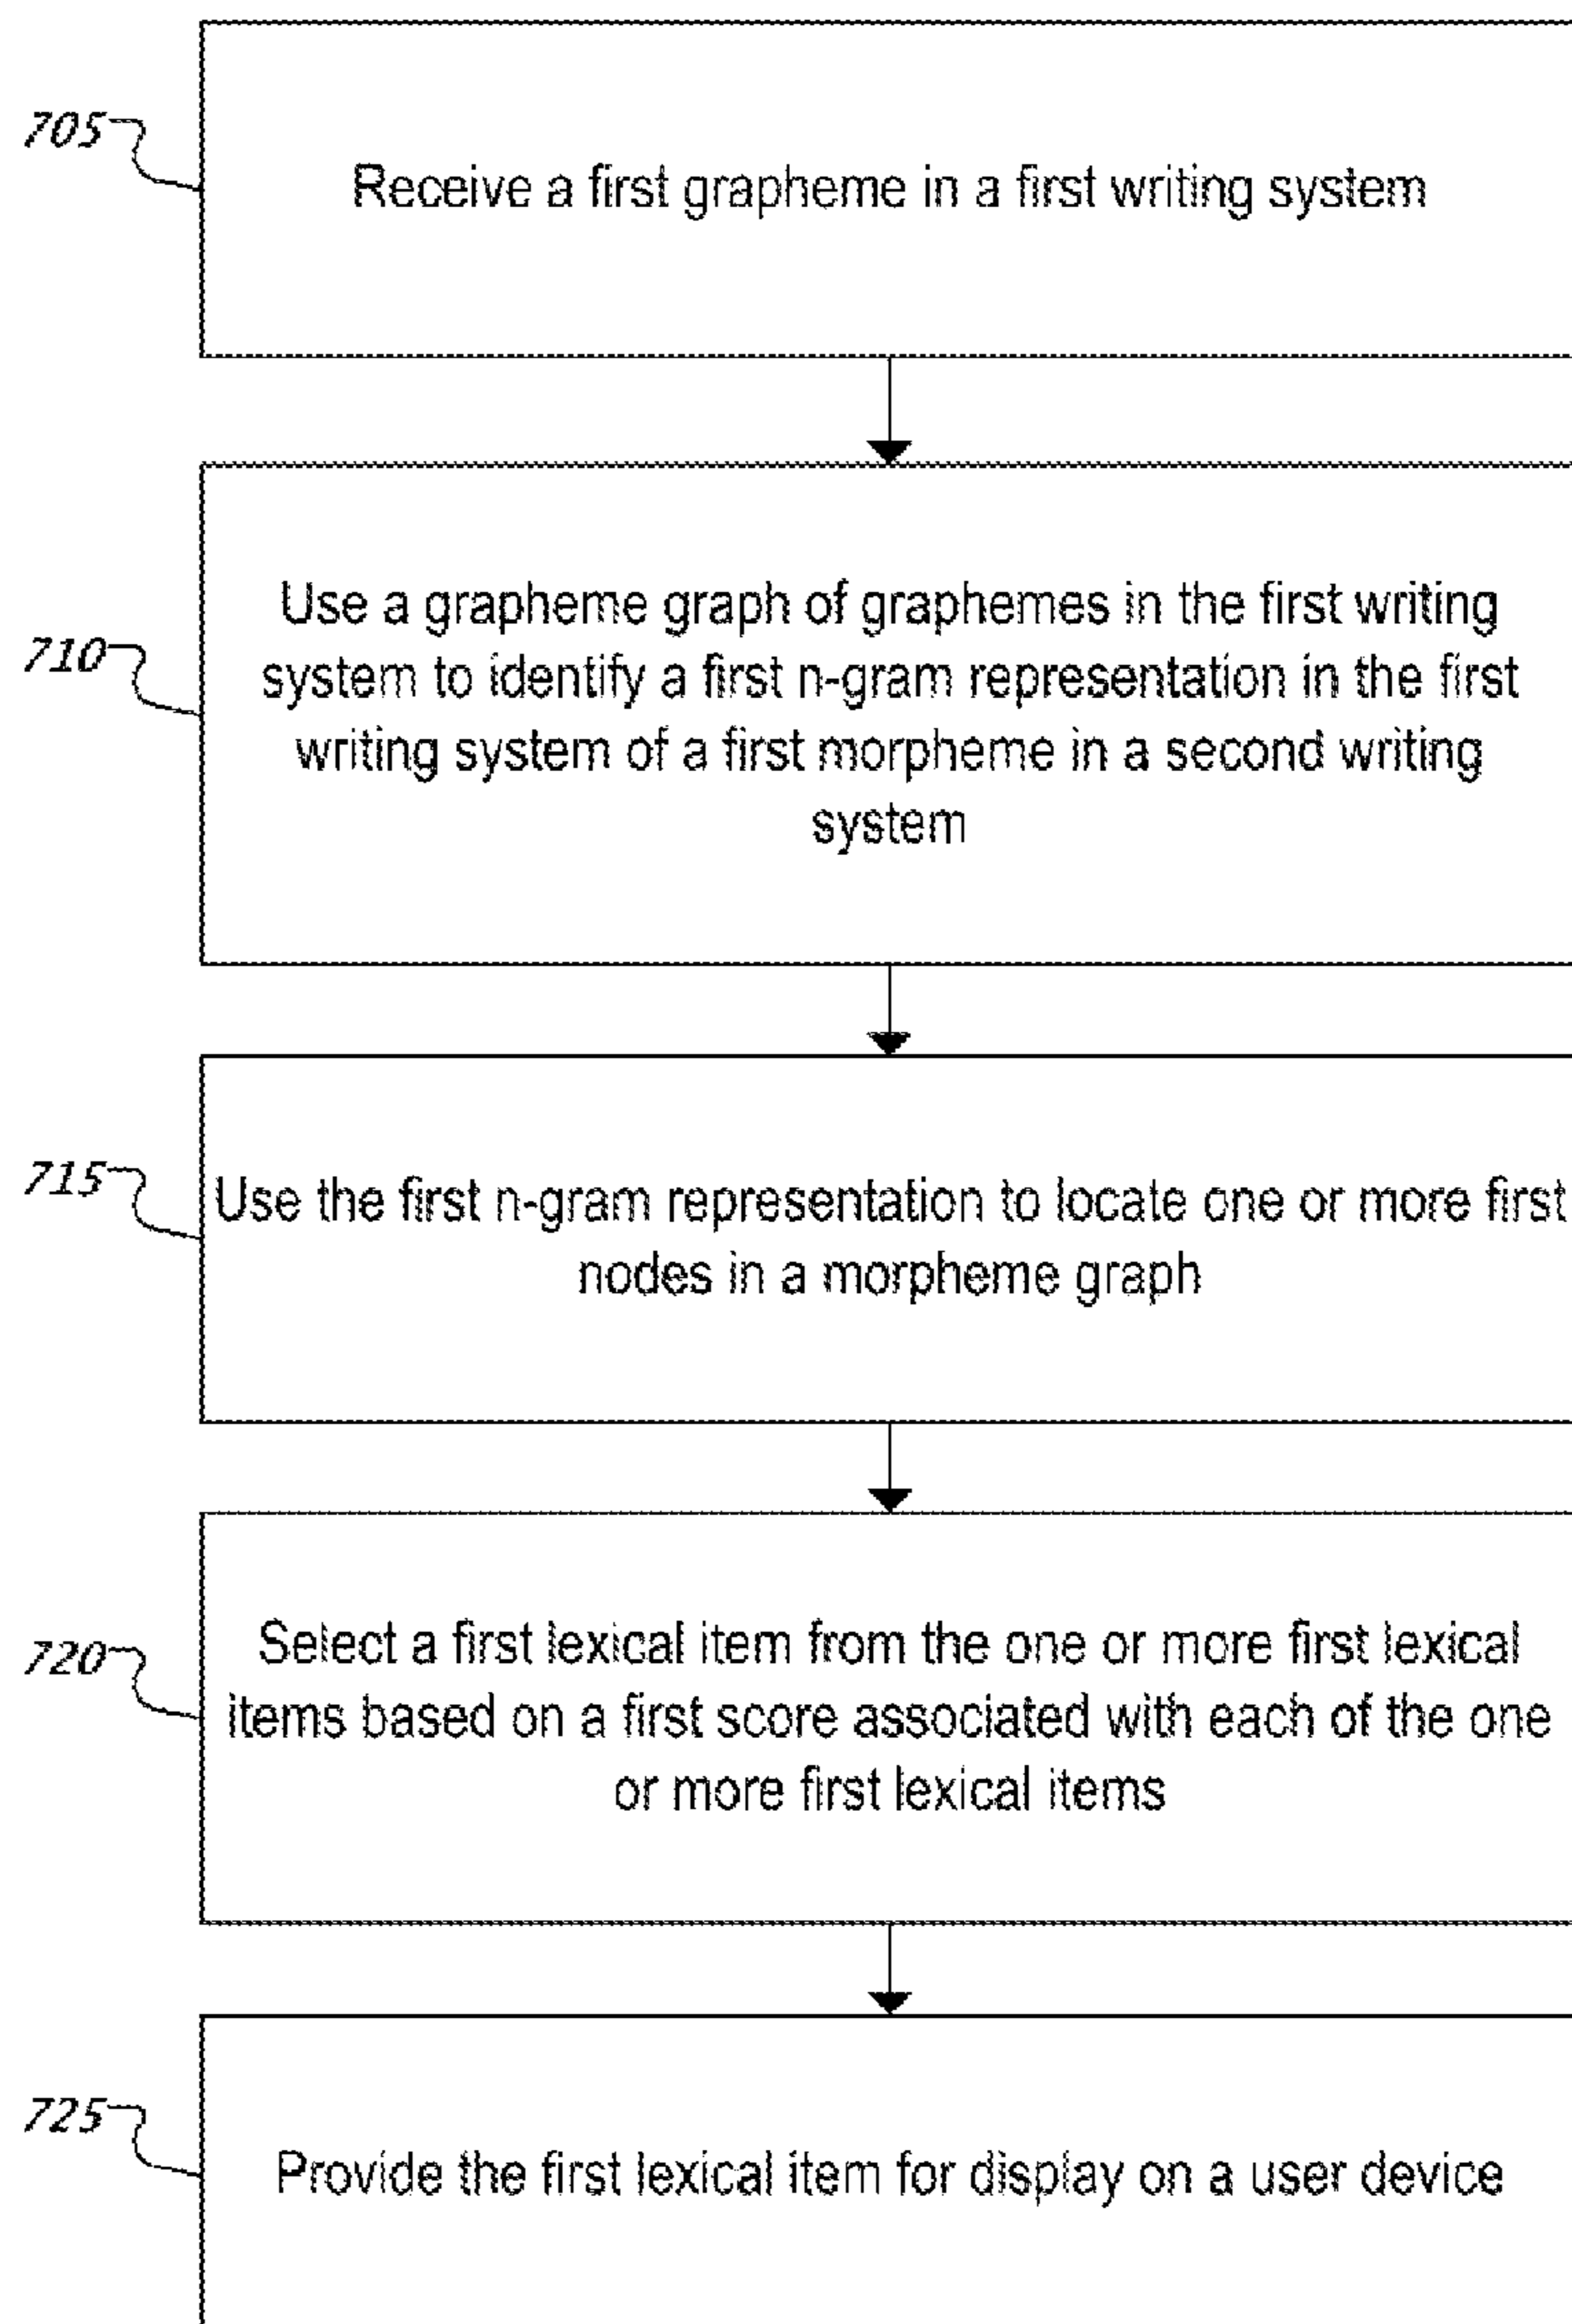 705
Receive a first grapheme in a first writing system
710
Use a grapheme graph of graphemes in the first writing
system to identify a first n-gram representation in the first
writing system of a first morpheme in a second writing
system
715
Use the first n-gram representation to locate one or more first
nodes in a morpheme graph
720
Select a first lexical item from the one or more first lexical
items based on a first score associated with each of the one
or more first lexical items
725
Provide the first lexical item for display on a user device